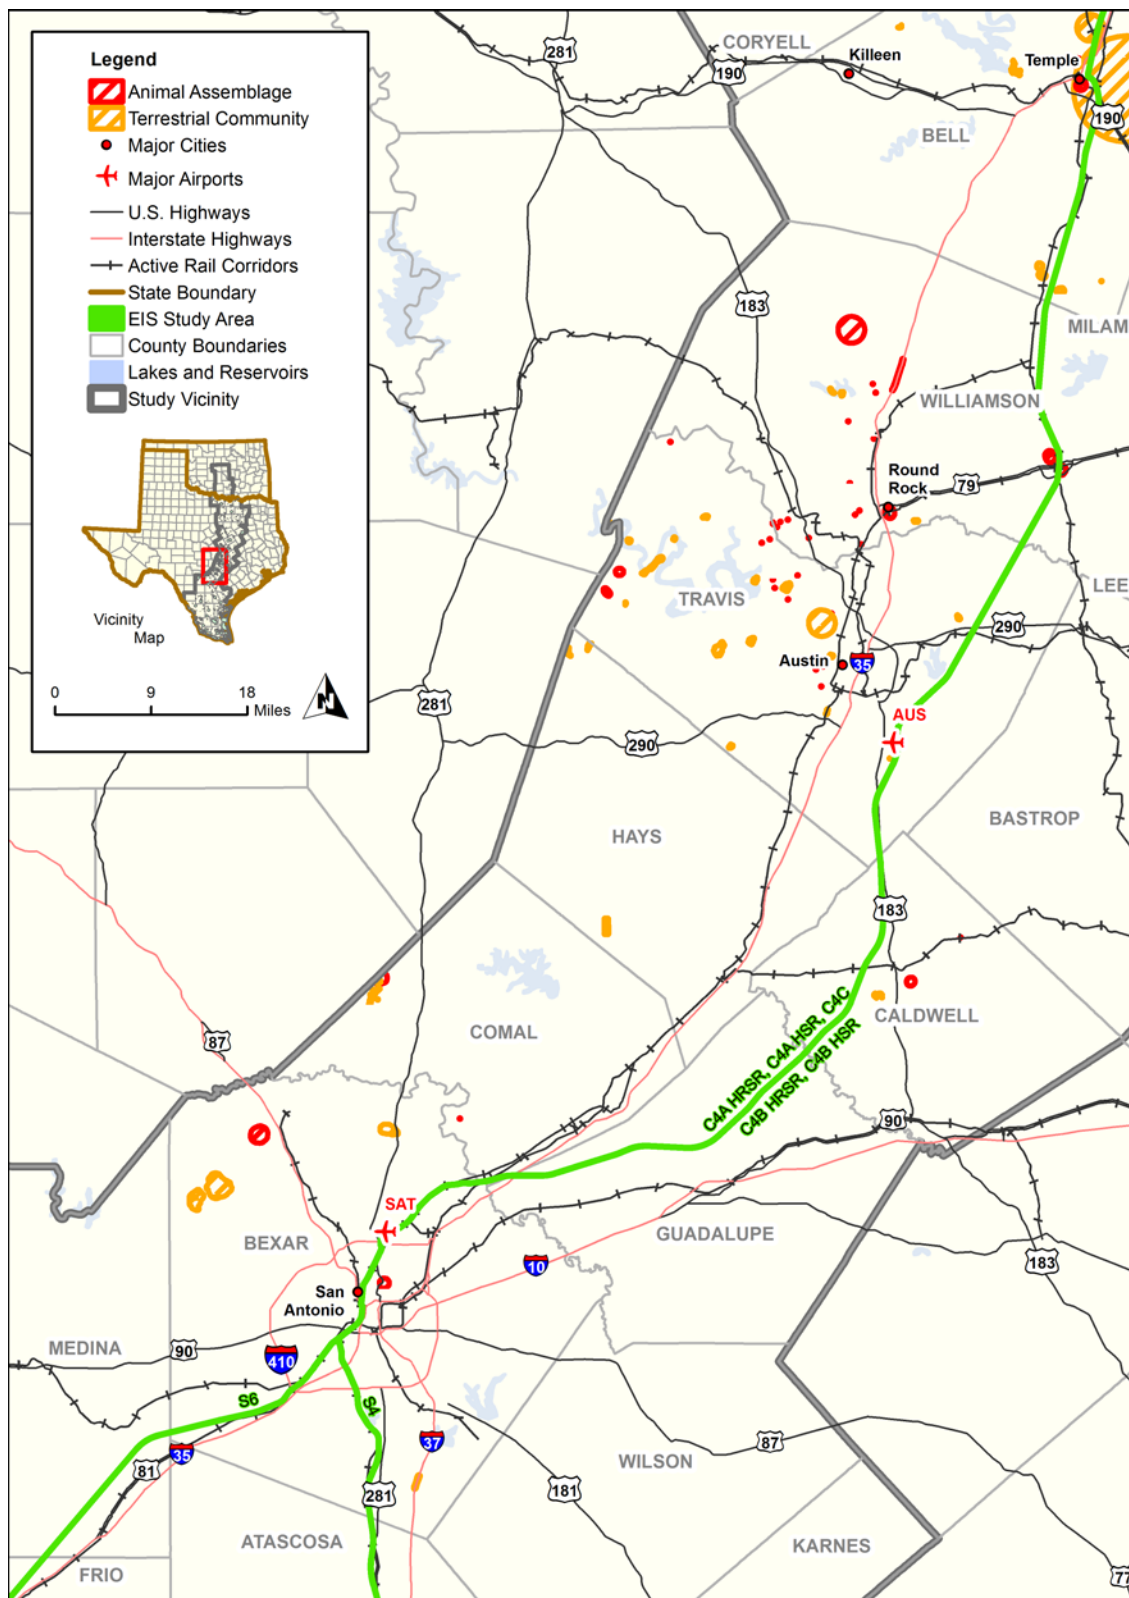 Legend
Animal Assemblage
Terrestrial Community
Major Cities
Major Airports
U.S. Highways
Interstate Highways
Active Rail Corridors
State Boundary
EIS Study Area
County Boundaries
Lakes and Reservoirs
Study Vicinity
Vicinity
Map
0 9 18
Miles
N
281
CORYELL
190
Killeen
Temple
190
BELL
183
MILAM
WILLIAMSON
Round
Rock
79
TRAVIS
LEE
290
Austin
35
281
AUS
290
BASTROP
HAYS
183
CALDWELL
COMAL
87
C4A HRSR, C4A HSR, C4C
C4B HRSR, C4B HSR
90
SAT
BEXAR
GUADALUPE
10
183
San
Antonio
MEDINA
90
410
S6
S4
35
37
87
81
WILSON
281
181
ATASCOSA
KARNES
FRIO
77